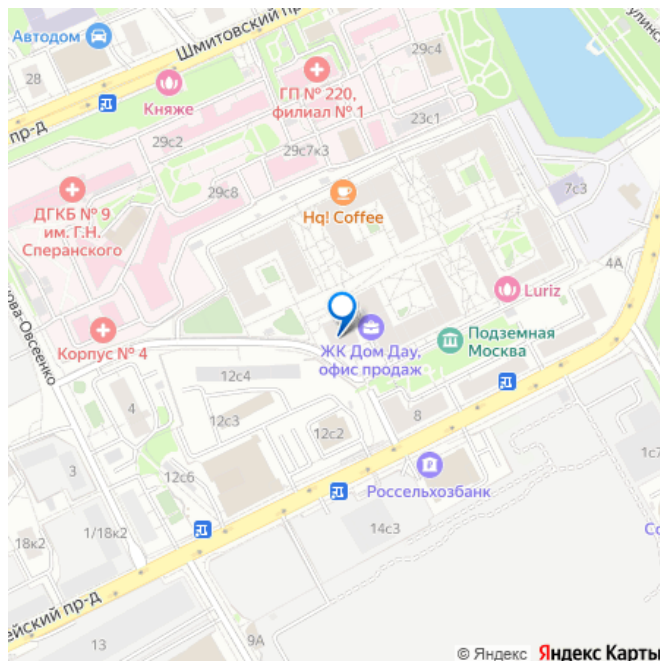 Автодом
Шмитовский пр-
улинс
28
29с4
ГП № 220,
филиал № 1
Княже
пр-д
23с1
29с2
29с7к3
29с8
7с3
ДГКБ № 9
им. Г.Н.
Сперанского
Hq! Coffee
4А
Luriz
ова-Овсеенко
Корпус № 4
ЖК Дом Дау,
офис продаж
Подземная
Москва
12с4
4
12с3
8
12с2
3
12с6
1с7
Россельхозбанк
1/18к2
18к2
14с3
Со
ейский пр-д
13
9А
© Яндекс Яндекс Карты